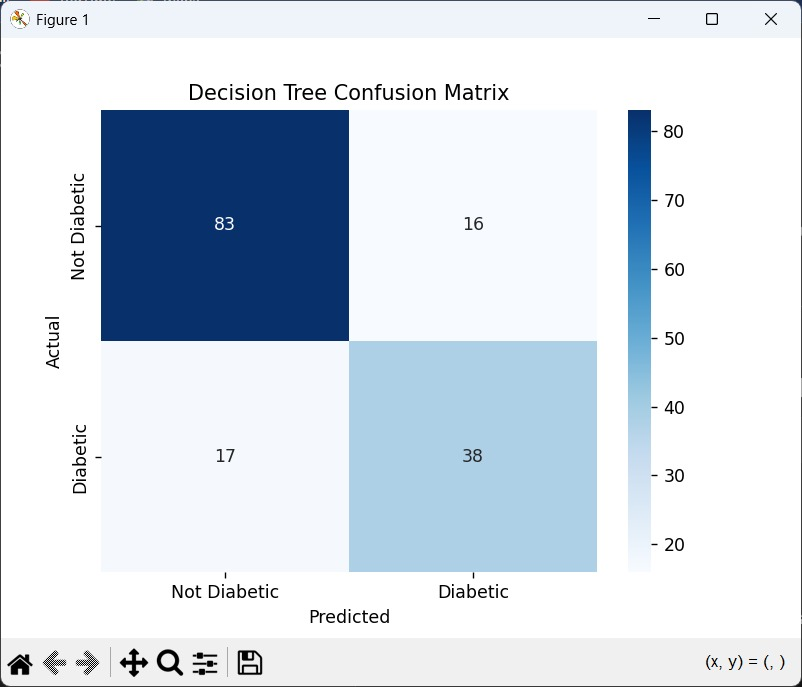 Figure 1
Decision Tree Confusion Matrix
Not Diabetic
83
16
Actual
Diabetic
17
38
Not Diabetic
Diabetic
Predicted
80
70
60
50
40
30
20
(x, y) = (, )